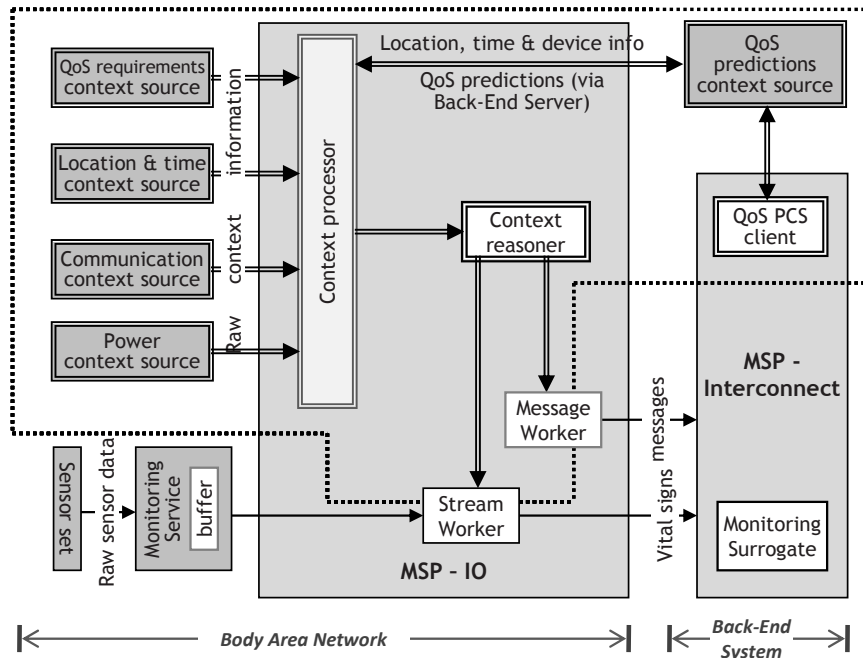 QoS requirements
context source
Location & time
context source
Communication
context source
Power
context source
Raw context information
Context processor
Location, time & device info
QoS predictions (via
Back-End Server)
QoS
predictions
context source
Context
reasoner
QoS PCS
client
MSP -
Interconnect
Message
Worker
Vital signs messages
Sensor set
Raw sensor data
Monitoring
Service
buffer
Stream
Worker
Monitoring
Surrogate
MSP - IO
Body Area Network
Back-End
System